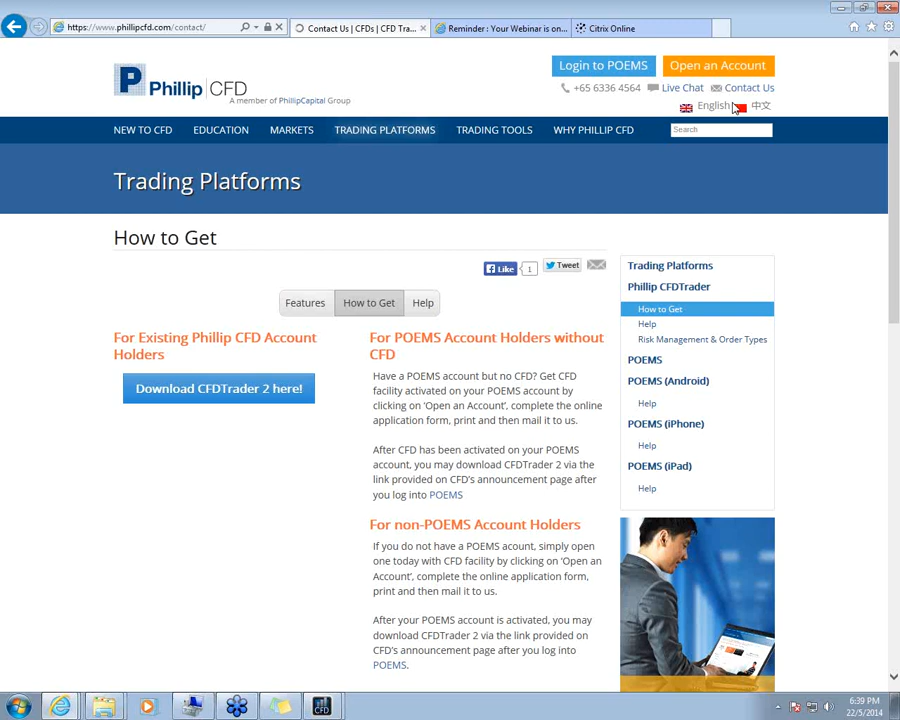 https://www.phillipcfd.com/contact/
Contact Us | CFDs | CFD Tra...
Reminder : Your Webinar is on...
Citrix Online
Phillip CFD
A member of PhillipCapital Group
Login to POEMS
Open an Account
+65 6336 4564
Live Chat
Contact Us
English
中文
NEW TO CFD
EDUCATION
MARKETS
TRADING PLATFORMS
TRADING TOOLS
WHY PHILLIP CFD
Search
Trading Platforms
How to Get
Like
1
Tweet
Features
How to Get
Help
For Existing Phillip CFD Account
Holders
Download CFDTrader 2 here!
For POEMS Account Holders without
CFD
Have a POEMS account but no CFD? Get CFD
facility activated on your POEMS account by
clicking on ‘Open an Account’, complete the online
application form, print and then mail it to us.
After CFD has been activated on your POEMS
account, you may download CFDTrader 2 via the
link provided on CFD’s announcement page after
you log into POEMS
For non-POEMS Account Holders
If you do not have a POEMS acount, simply open
one today with CFD facility by clicking on ‘Open an
Account’, complete the online application form,
print and then mail it to us.
After your POEMS account is activated, you may
download CFDTrader 2 via the link provided on
CFD’s announcement page after you log into
POEMS.
Trading Platforms
Phillip CFDTrader
How to Get
Help
Risk Management & Order Types
POEMS
POEMS (Android)
Help
POEMS (iPhone)
Help
POEMS (iPad)
Help
CFD
6:39 PM
22/5/2014